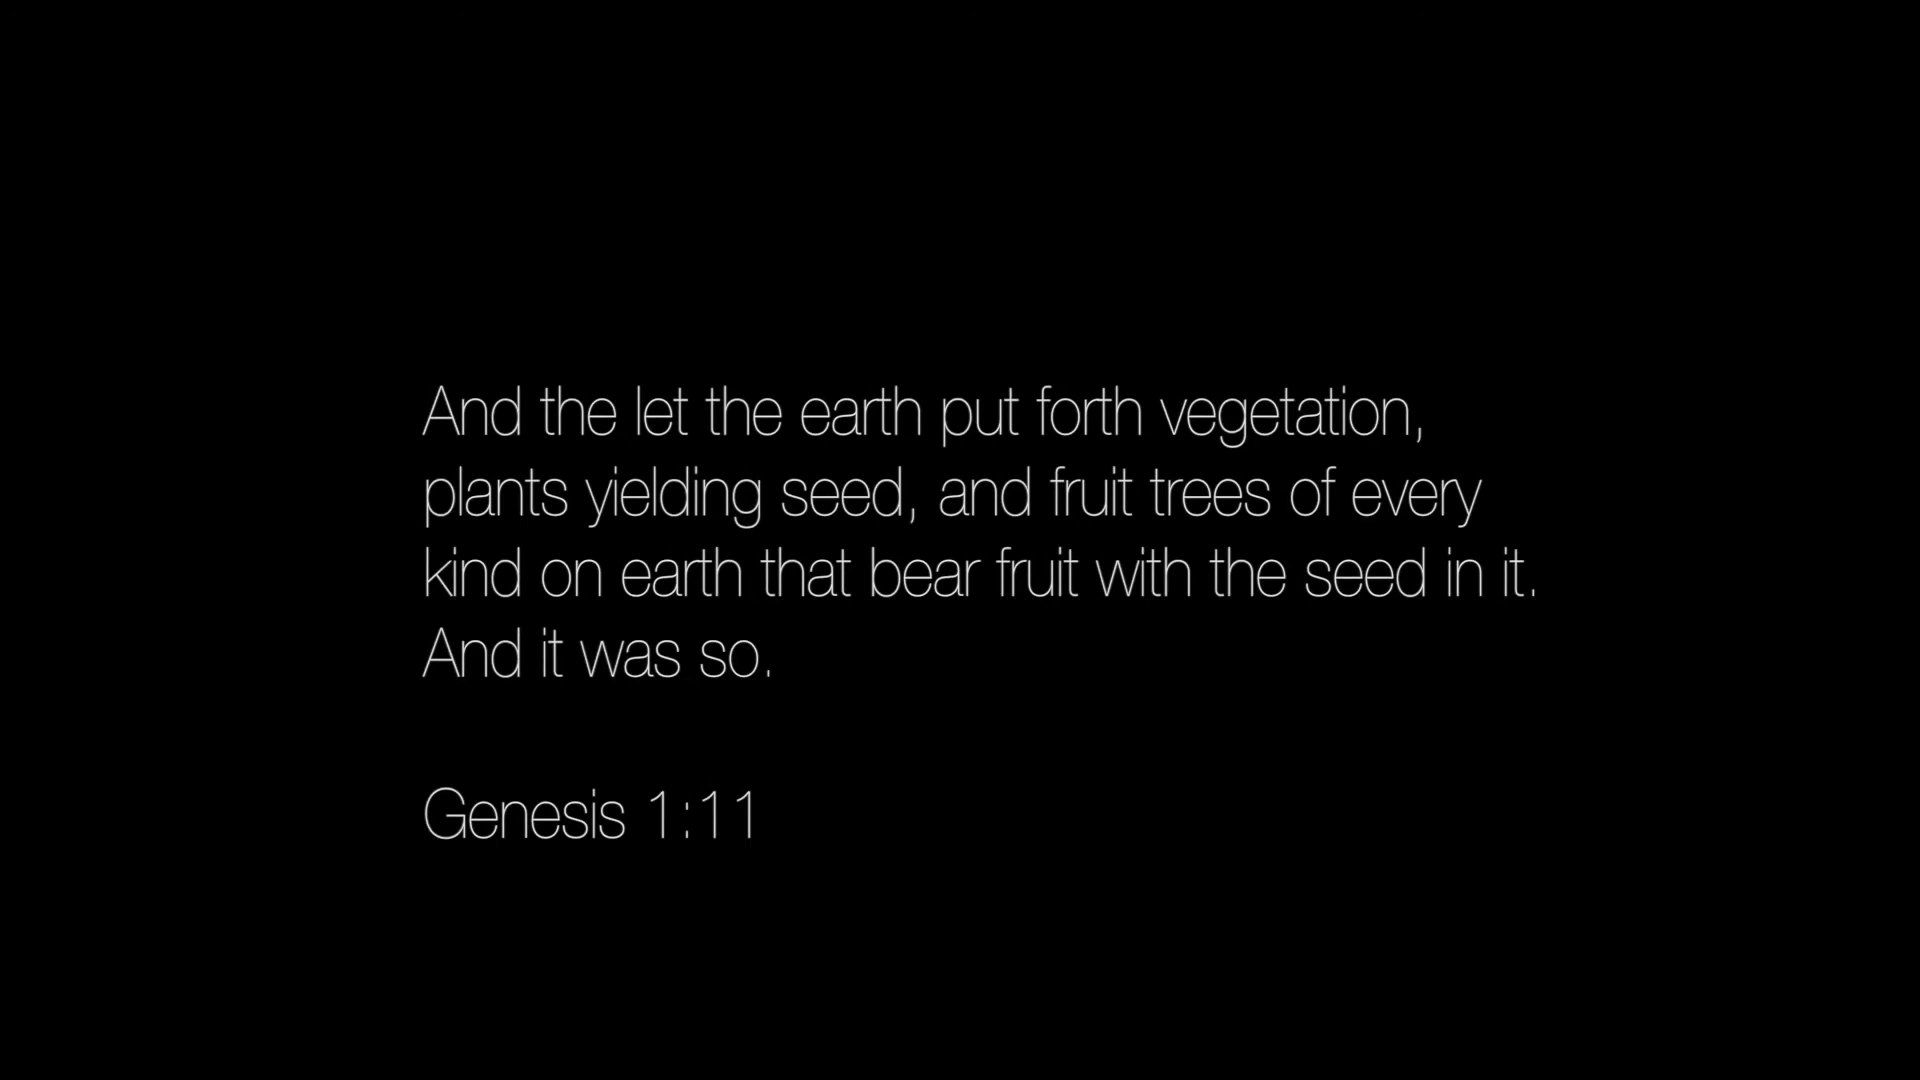 And the let the earth put forth vegetation,
plants yielding seed, and fruit trees of every
kind on earth that bear fruit with the seed in it.
And it was so.
Genesis 1:11